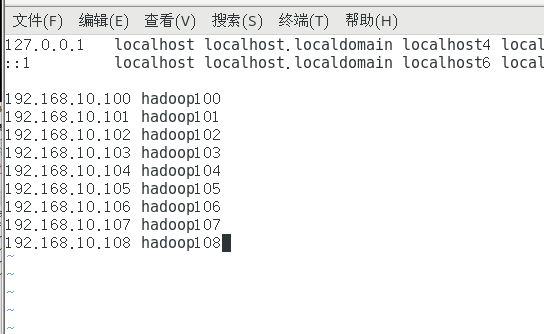 文件(F) 编辑(E) 查看(V) 搜索(S) 终端(T) 帮助(H)
127.0.0.1 localhost localhost.localdomain localhost4 local
::1 localhost localhost.localdomain localhost6 local
192.168.10.100 hadoop100
192.168.10.101 hadoop101
192.168.10.102 hadoop102
192.168.10.103 hadoop103
192.168.10.104 hadoop104
192.168.10.105 hadoop105
192.168.10.106 hadoop106
192.168.10.107 hadoop107
192.168.10.108 hadoop108
~
~
~
~
~